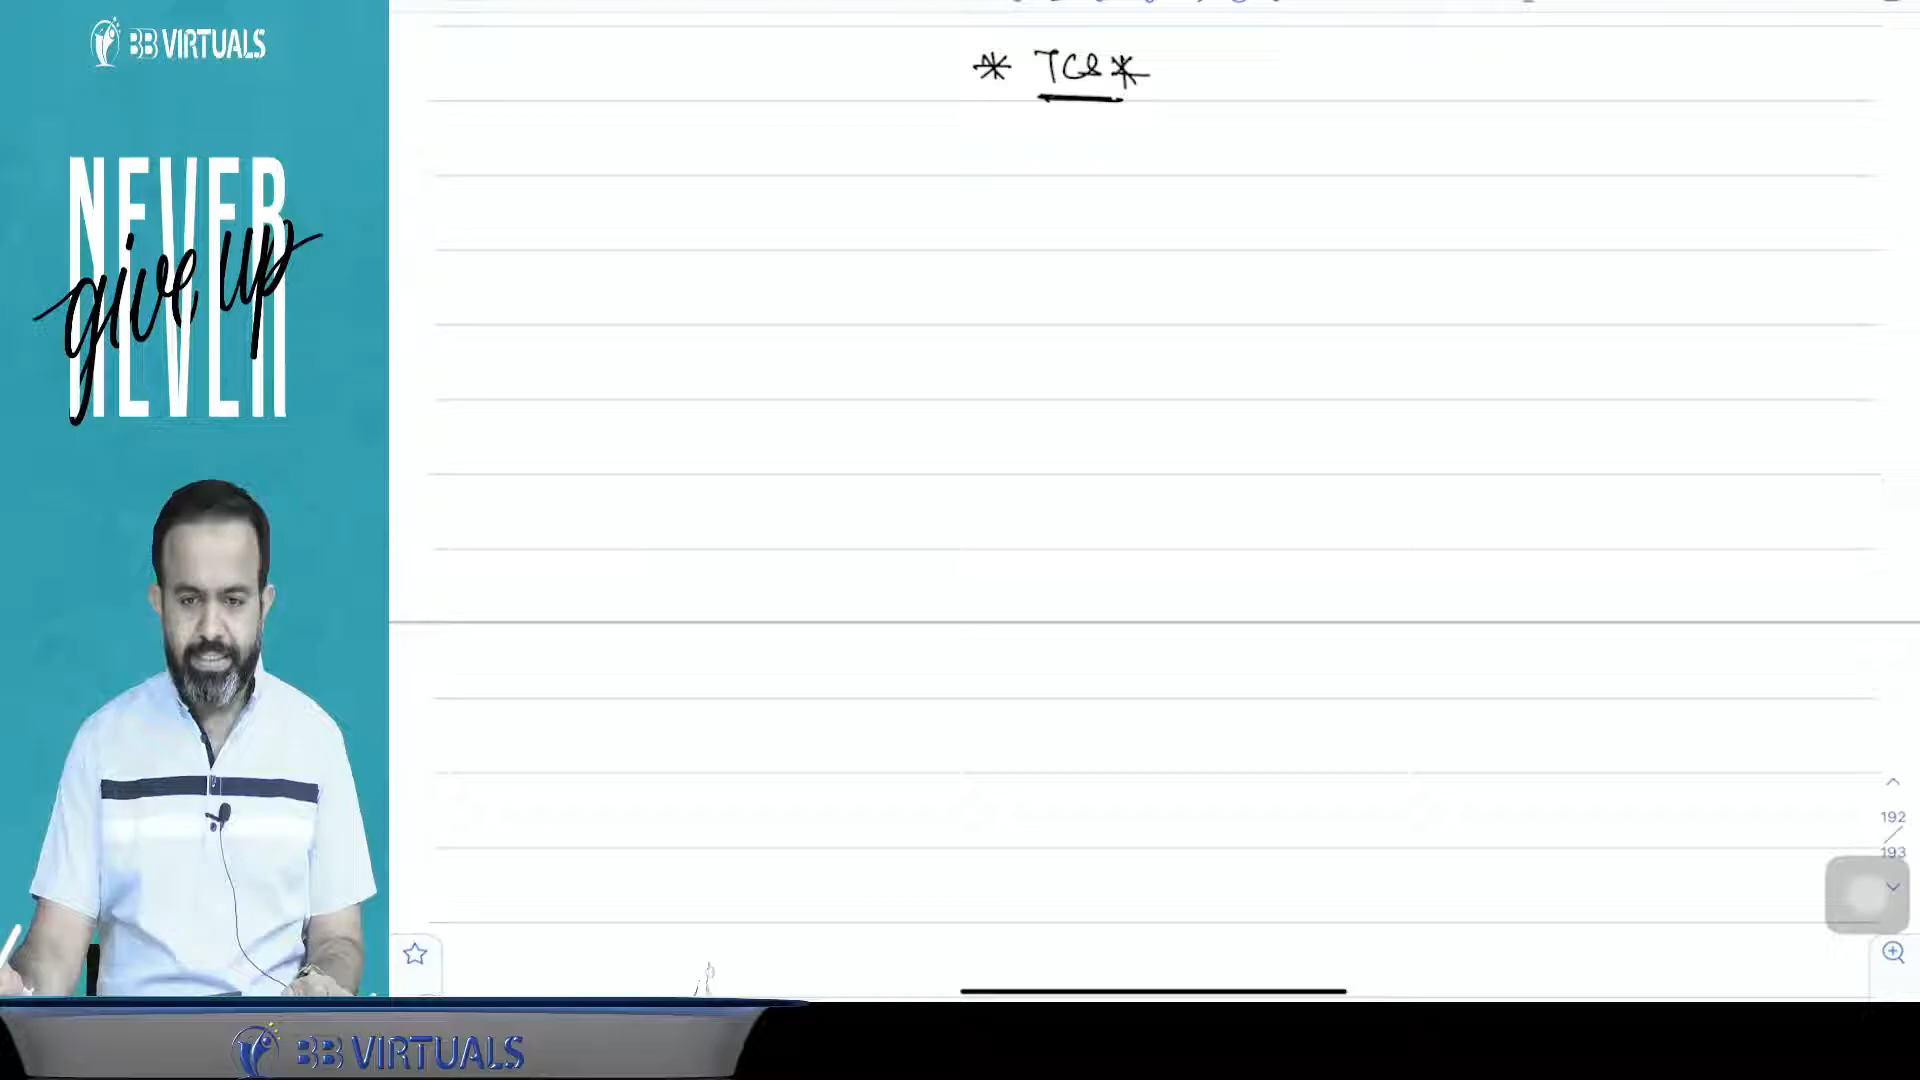 BB VIRTUALS
NEVER
give up
NEVER
* TCS *
192
193
BB VIRTUALS